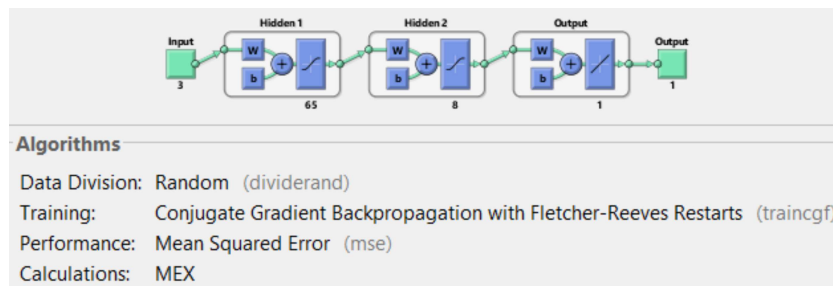 Hidden 1 Hidden 2 Output
Input Output
W W W
+ + +
b b b
3 65 8 1 1
Algorithms
Data Division: Random (dividerand)
Training: Conjugate Gradient Backpropagation with Fletcher-Reeves Restarts (traincgf)
Performance: Mean Squared Error (mse)
Calculations: MEX